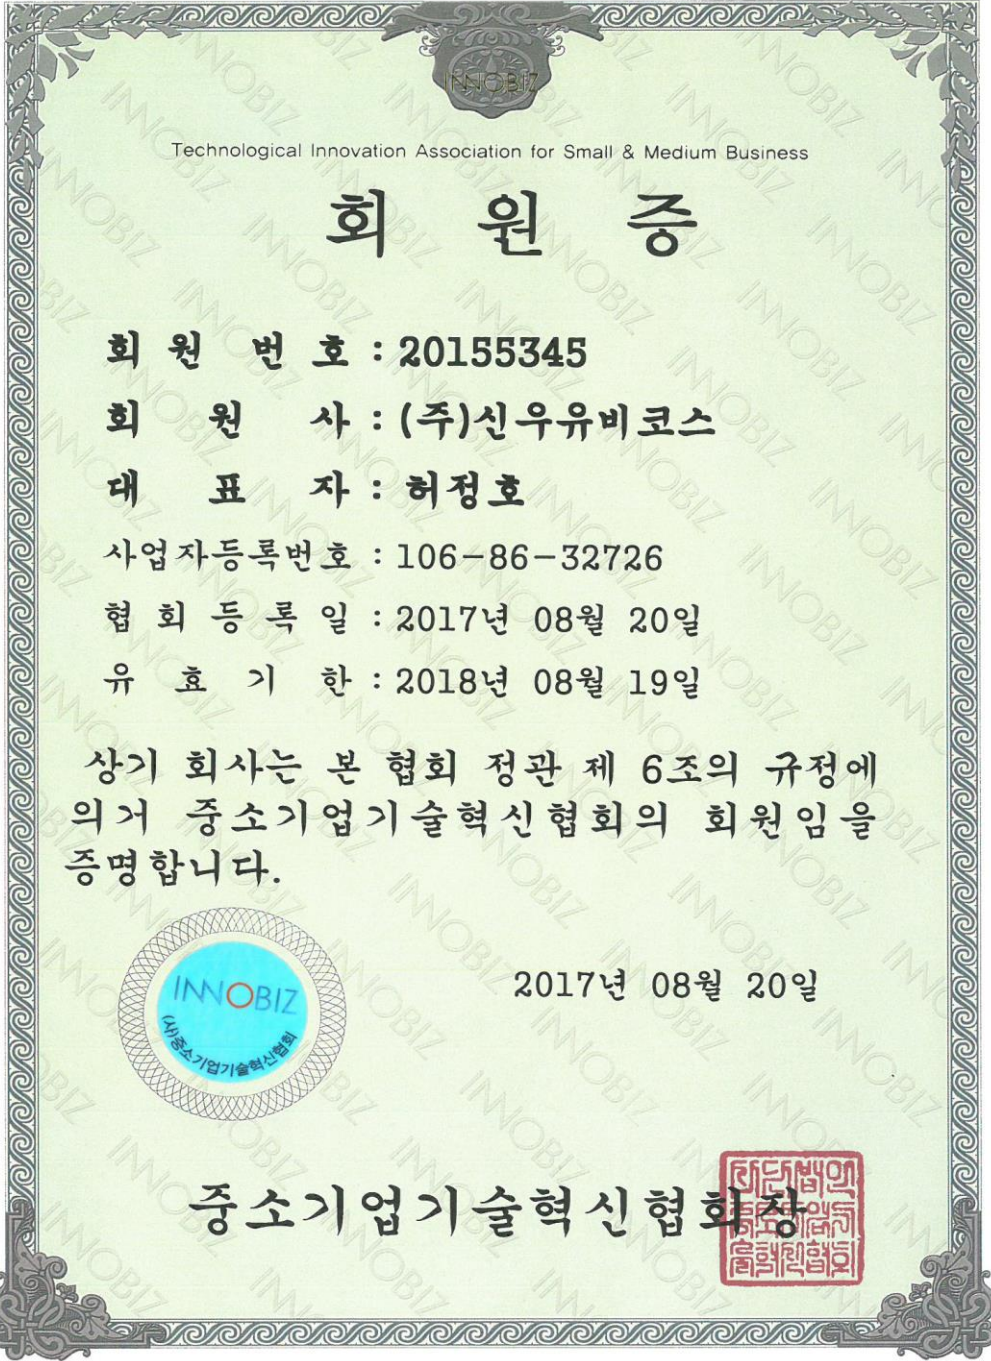 INNOBIZ
Technological Innovation Association for Small & Medium Business
회 원 증
회 원 번 호 : 20155345
회 원 사 : (주)신우유비코스
대 표 자 : 허정호
사업자등록번호 : 106-86-32726
협 회 등 록 일 : 2017년 08월 20일
유 효 기 한 : 2018년 08월 19일
상기 회사는 본 협회 정관 제 6조의 규정에
의거 중소기업기술혁신협회의 회원임을
증명합니다.
INNOBIZ
(사)중소기업기술혁신협회
2017년 08월 20일
중소기업기술혁신협회장